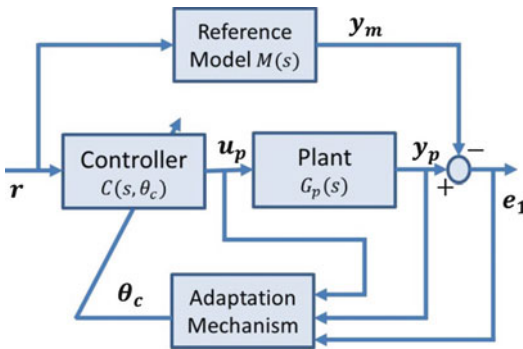 Reference
Model M(s)
y_m
Controller
C(s, θ_c)
u_p
Plant
G_p(s)
y_p
−
+
r
e_1
θ_c
Adaptation
Mechanism